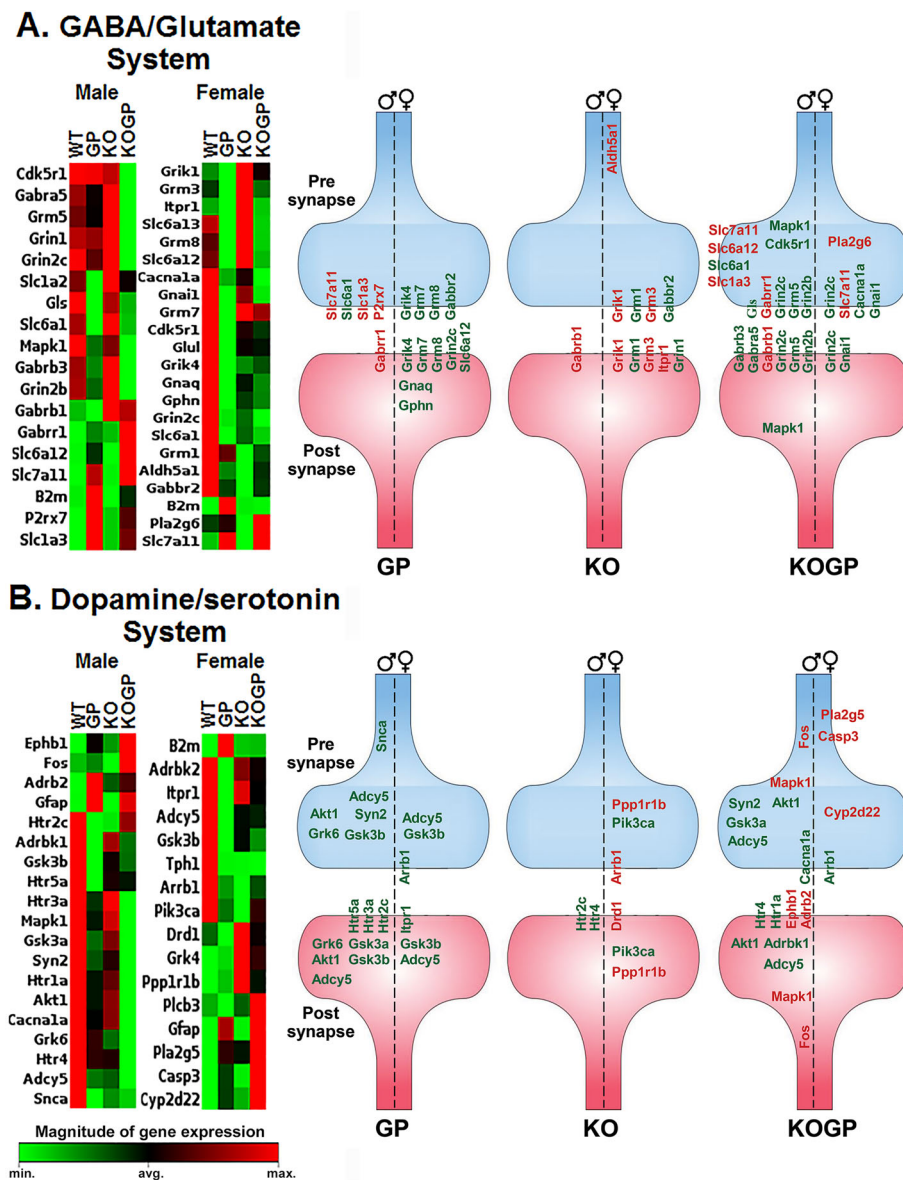 A. GABA/Glutamate
System
Male
Female
WT GP KO KOGP
WT GP KO KOGP
Cdk5r1
Gabra5
Grm5
Grin1
Grin2c
Slc1a2
Gls
Slc6a1
Mapk1
Gabrb3
Grin2b
Gabrb1
Gabrr1
Slc6a12
Slc7a11
B2m
P2rx7
Slc1a3
Grik1
Grm3
Itpr1
Slc6a13
Grm8
Slc6a12
Cacna1a
Gnai1
Grm7
Cdk5r1
Glul
Grik4
Gnaq
Gphn
Grin2c
Slc6a1
Grm1
Aldh5a1
Gabbr2
B2m
Pla2g6
Slc7a11
Pre
synapse
Post
synapse
♂♀
Slc7a11 Slc6a1 Slc1a3 P2rx7 Grik4 Grm7 Grm8 Gabbr2
Gabrr1 Grik4 Grm7 Grm8 Grin2c Slc6a12
Gnaq
Gphn
GP
♂♀
Aldh5a1
Grik1 Grm1 Grm3 Gabbr2
Gabrb1 Grik1 Grm1 Grm3 Itpr1 Grin1
KO
♂♀
Slc7a11
Slc6a12
Slc6a1
Slc1a3
Mapk1
Cdk5r1
Pla2g6
Gls Gabrr1 Grin2c Grm5 Grin2b Grin2c Slc7a11 Cacna1a Gnai1
Gabrb3 Gabra5 Gabrb1 Grin2c Grm5 Grin2b Grin2c Gnai1
Mapk1
KOGP
B. Dopamine/serotonin
System
Male
Female
WT GP KO KOGP
WT GP KO KOGP
Ephb1
Fos
Adrb2
Gfap
Htr2c
Adrbk1
Gsk3b
Htr5a
Htr3a
Mapk1
Gsk3a
Syn2
Htr1a
Akt1
Cacna1a
Grk6
Htr4
Adcy5
Snca
B2m
Adrbk2
Itpr1
Adcy5
Gsk3b
Tph1
Arrb1
Pik3ca
Drd1
Grk4
Ppp1r1b
Plcb3
Gfap
Pla2g5
Casp3
Cyp2d22
Pre
synapse
Post
synapse
♂♀
Snca
Adcy5
Akt1 Syn2 Adcy5
Grk6 Gsk3b Gsk3b
Arrb1
Htr5a Htr3a Htr2c Itpr1
Grk6 Gsk3a Gsk3b
Akt1 Gsk3b Adcy5
Adcy5
GP
♂♀
Ppp1r1b
Pik3ca
Arrb1
Htr2c Htr4 Drd1
Pik3ca
Ppp1r1b
KO
♂♀
Pla2g5
Fos Casp3
Mapk1
Syn2 Akt1
Gsk3a Cyp2d22
Adcy5
Cacna1a Arrb1
Htr4 Htr1a Ephb1 Adrb2
Akt1 Adrbk1
Adcy5
Mapk1
Fos
KOGP
Magnitude of gene expression
min. avg. max.